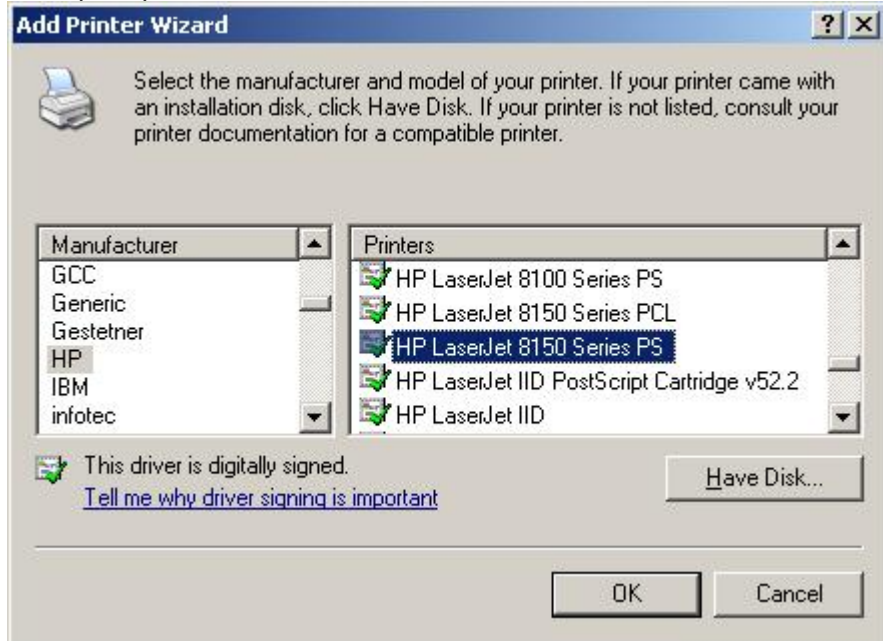 Add Printer Wizard
Select the manufacturer and model of your printer. If your printer came with
an installation disk, click Have Disk. If your printer is not listed, consult your
printer documentation for a compatible printer.
Manufacturer
GCC
Generic
Gestetner
HP
IBM
infotec
Printers
HP LaserJet 8100 Series PS
HP LaserJet 8150 Series PCL
HP LaserJet 8150 Series PS
HP LaserJet IID PostScript Cartridge v52.2
HP LaserJet IID
This driver is digitally signed.
Tell me why driver signing is important
Have Disk...
OK
Cancel